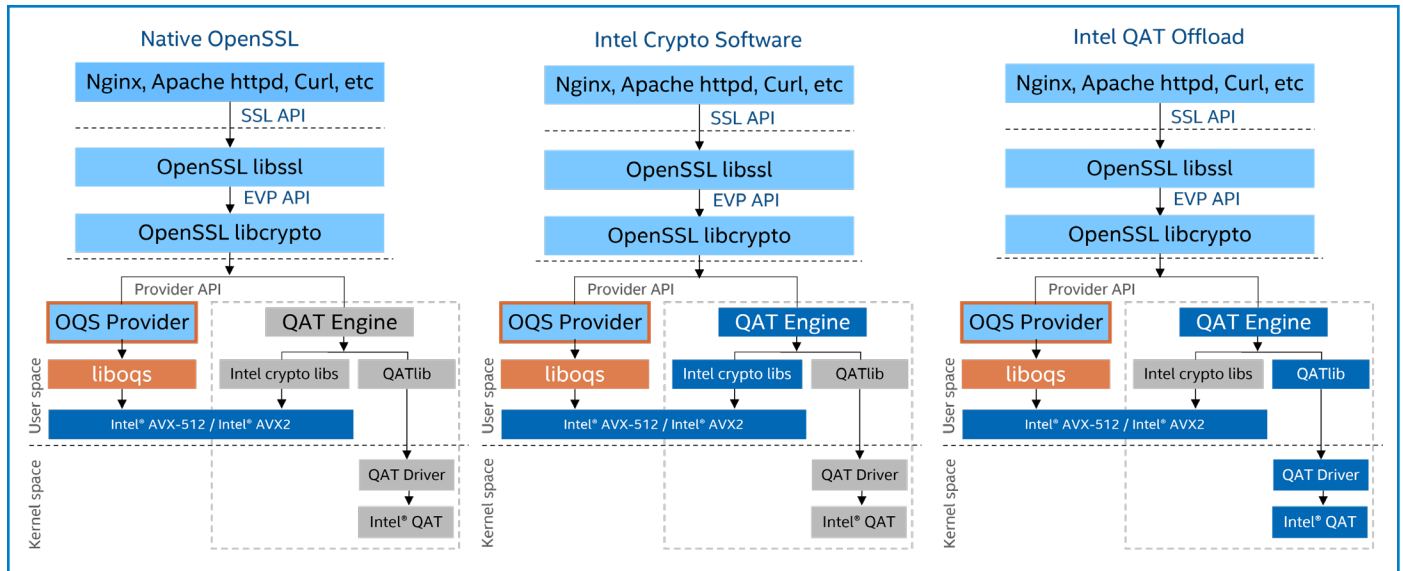 Native OpenSSL
Nginx, Apache httpd, Curl, etc
SSL API
OpenSSL libssl
EVP API
OpenSSL libcrypto
Provider API
OQS Provider
QAT Engine
liboqs
Intel crypto libs
QATlib
Intel® AVX-512 / Intel® AVX2
User space
QAT Driver
Intel® QAT
Kernel space
Intel Crypto Software
Nginx, Apache httpd, Curl, etc
SSL API
OpenSSL libssl
EVP API
OpenSSL libcrypto
Provider API
OQS Provider
QAT Engine
liboqs
Intel crypto libs
QATlib
Intel® AVX-512 / Intel® AVX2
User space
QAT Driver
Intel® QAT
Kernel space
Intel QAT Offload
Nginx, Apache httpd, Curl, etc
SSL API
OpenSSL libssl
EVP API
OpenSSL libcrypto
Provider API
OQS Provider
QAT Engine
liboqs
Intel crypto libs
QATlib
Intel® AVX-512 / Intel® AVX2
User space
QAT Driver
Intel® QAT
Kernel space